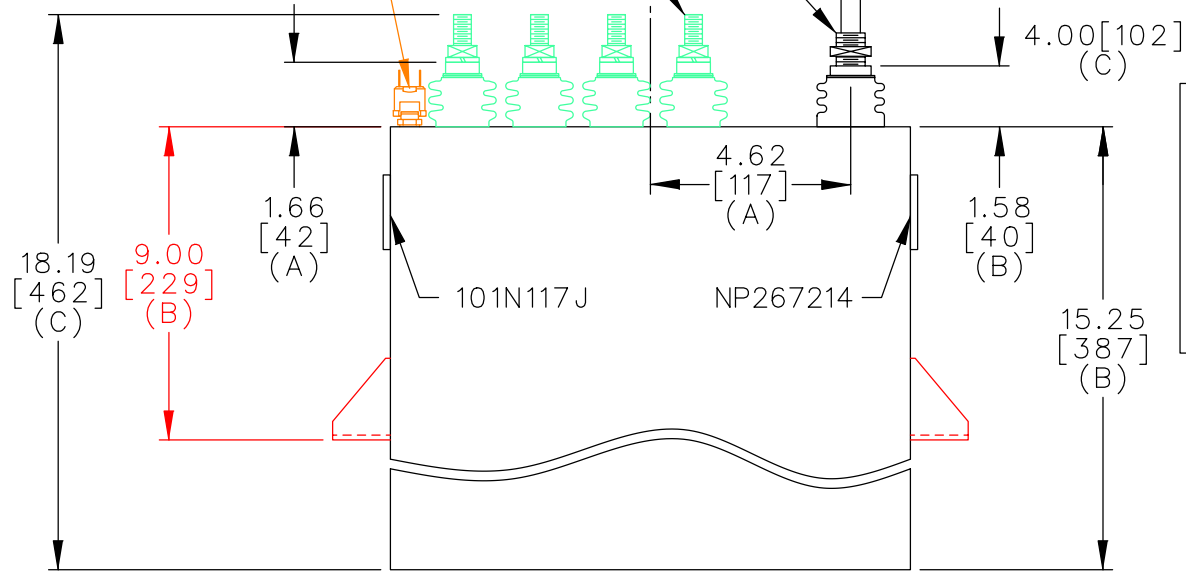 4.00[102]
(C)
4.62
[117]
(A)
1.66
[42]
(A)
1.58
[40]
(B)
9.00
[229]
(B)
18.19
[462]
(C)
101N117J
NP267214
15.25
[387]
(B)